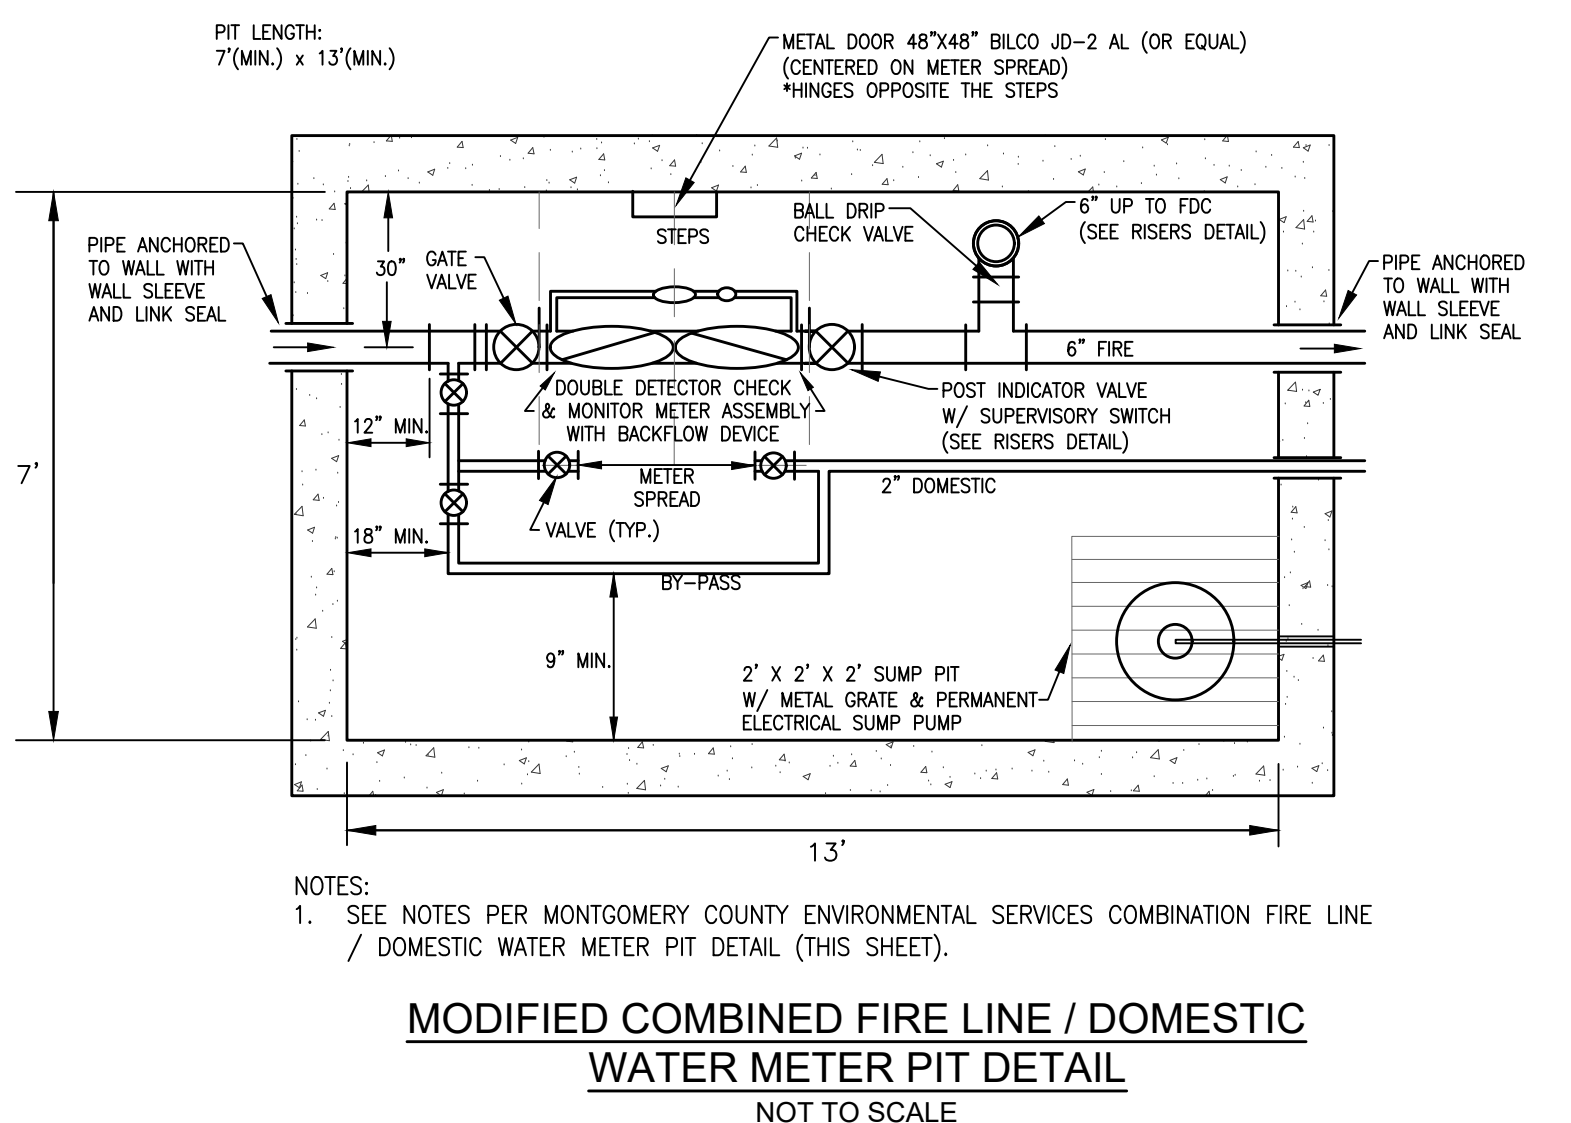 PIT LENGTH:
7'(MIN.) x 13'(MIN.)
METAL DOOR 48"X48" BILCO JD-2 AL (OR EQUAL)
(CENTERED ON METER SPREAD)
*HINGES OPPOSITE THE STEPS
PIPE ANCHORED
TO WALL WITH
WALL SLEEVE
AND LINK SEAL
30"
GATE
VALVE
STEPS
BALL DRIP
CHECK VALVE
6" UP TO FDC
(SEE RISERS DETAIL)
PIPE ANCHORED
TO WALL WITH
WALL SLEEVE
AND LINK SEAL
6" FIRE
DOUBLE DETECTOR CHECK
& MONITOR METER ASSEMBLY
WITH BACKFLOW DEVICE
POST INDICATOR VALVE
W/ SUPERVISORY SWITCH
(SEE RISERS DETAIL)
12" MIN.
7'
METER
SPREAD
2" DOMESTIC
VALVE (TYP.)
18" MIN.
BY-PASS
9" MIN.
2' X 2' X 2' SUMP PIT
W/ METAL GRATE & PERMANENT
ELECTRICAL SUMP PUMP
13'
NOTES:
1. SEE NOTES PER MONTGOMERY COUNTY ENVIRONMENTAL SERVICES COMBINATION FIRE LINE
/ DOMESTIC WATER METER PIT DETAIL (THIS SHEET).
MODIFIED COMBINED FIRE LINE / DOMESTIC
WATER METER PIT DETAIL
NOT TO SCALE